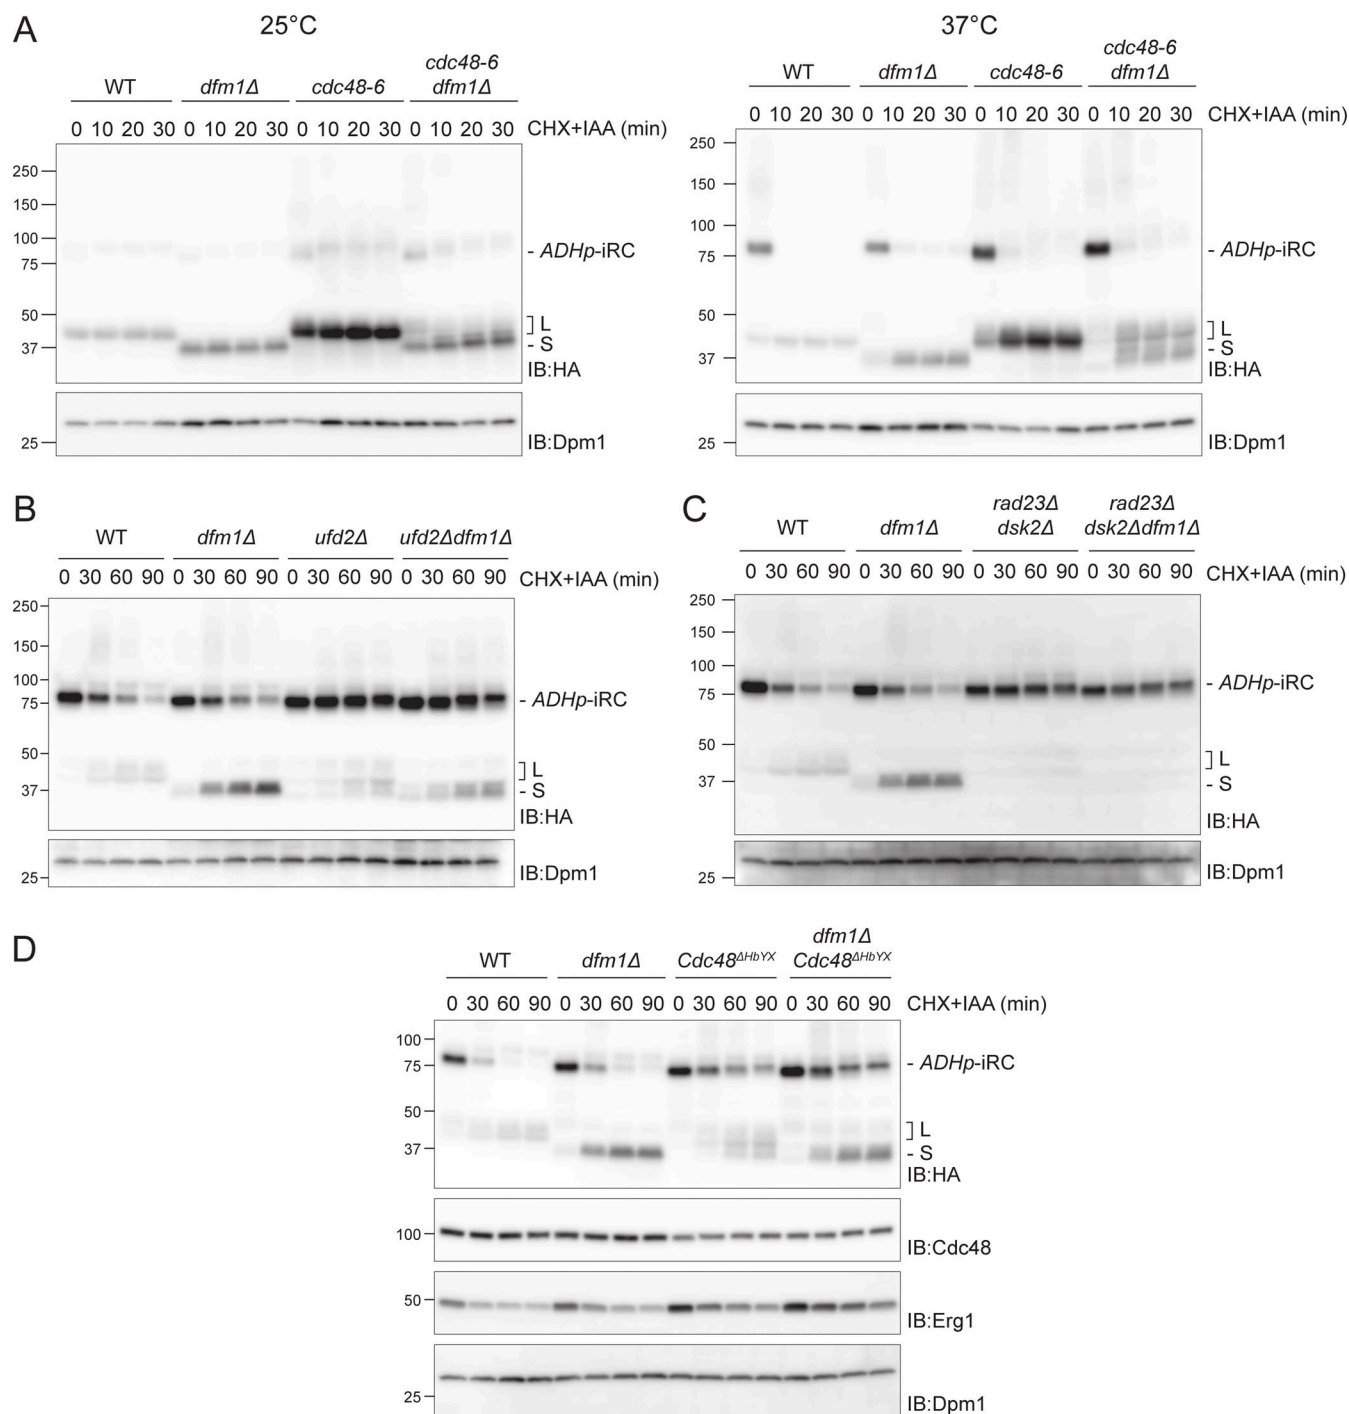 A
25°C
37°C
WT dfm1Δ cdc48-6 cdc48-6 dfm1Δ
0 10 20 30 0 10 20 30 0 10 20 30 0 10 20 30 CHX+IAA (min)
250
150
100
75
50
37
- ADHp-iRC
L
- S
IB:HA
25
IB:Dpm1
WT dfm1Δ cdc48-6 cdc48-6 dfm1Δ
0 10 20 30 0 10 20 30 0 10 20 30 0 10 20 30 CHX+IAA (min)
250
150
100
75
50
37
- ADHp-iRC
L
- S
IB:HA
25
IB:Dpm1
B
WT dfm1Δ ufd2Δ ufd2Δdfm1Δ
0 30 60 90 0 30 60 90 0 30 60 90 0 30 60 90 CHX+IAA (min)
250
150
100
75
50
37
- ADHp-iRC
L
- S
IB:HA
25
IB:Dpm1
C
WT dfm1Δ rad23Δ dsk2Δ rad23Δ dsk2Δdfm1Δ
0 30 60 90 0 30 60 90 0 30 60 90 0 30 60 90 CHX+IAA (min)
250
150
100
75
50
37
- ADHp-iRC
L
- S
IB:HA
25
IB:Dpm1
D
WT dfm1Δ Cdc48ΔHbYX dfm1Δ Cdc48ΔHbYX
0 30 60 90 0 30 60 90 0 30 60 90 0 30 60 90 CHX+IAA (min)
100
75
50
37
- ADHp-iRC
L
- S
IB:HA
100
IB:Cdc48
50
IB:Erg1
25
IB:Dpm1